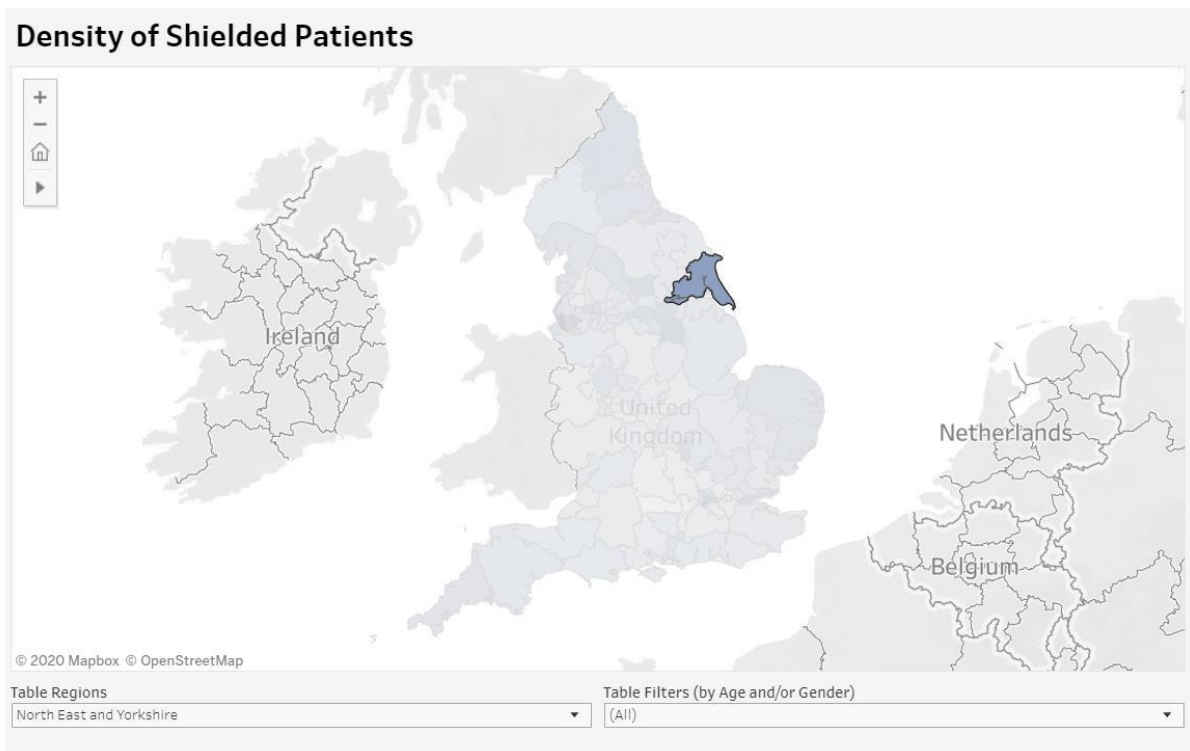 Density of Shielded Patients
+
−
Ireland
United
Kingdom
Netherlands
Belgium
© 2020 Mapbox © OpenStreetMap
Table Regions
North East and Yorkshire
Table Filters (by Age and/or Gender)
(All)